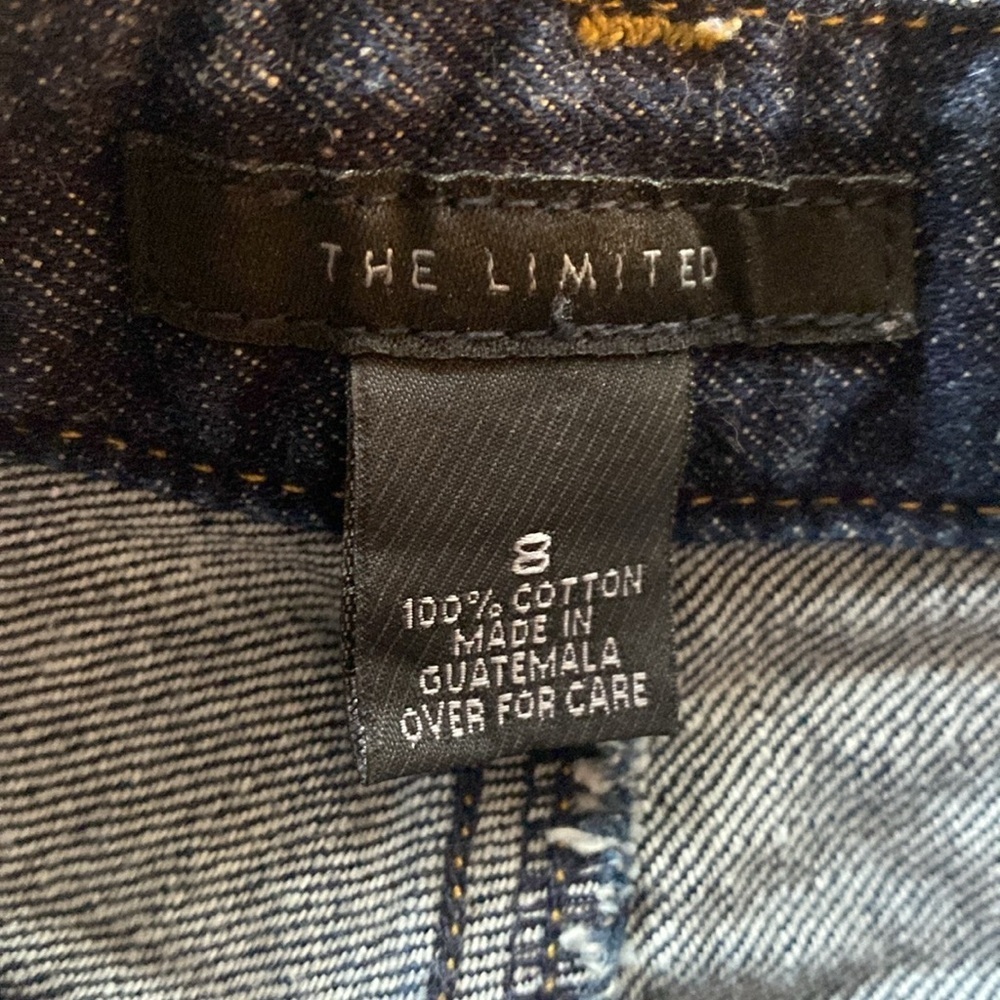 THE LIMITED
8
100% COTTON
MADE IN
GUATEMALA
OVER FOR CARE